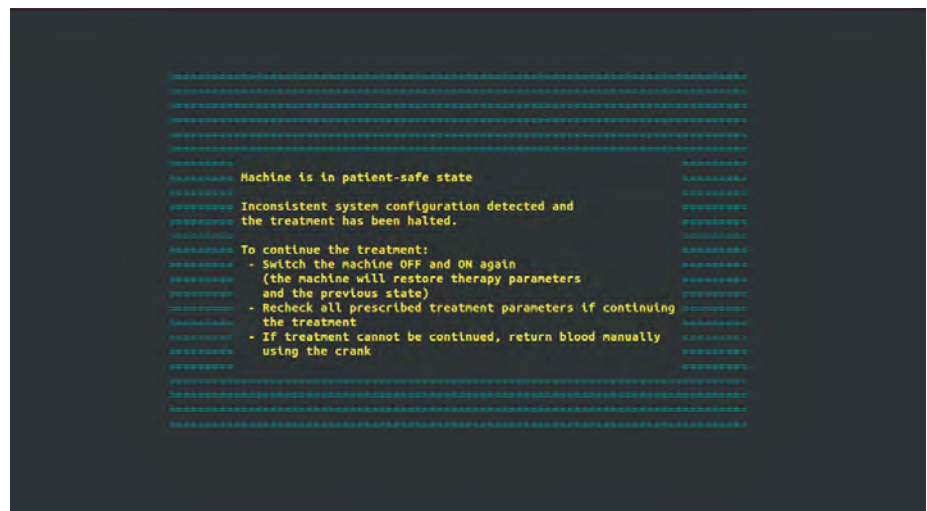 Machine is in patient-safe state
Inconsistent system configuration detected and
the treatment has been halted.
To continue the treatment:
- Switch the machine OFF and ON again
(the machine will restore therapy parameters
and the previous state)
- Recheck all prescribed treatment parameters if continuing
the treatment
- If treatment cannot be continued, return blood manually
using the crank